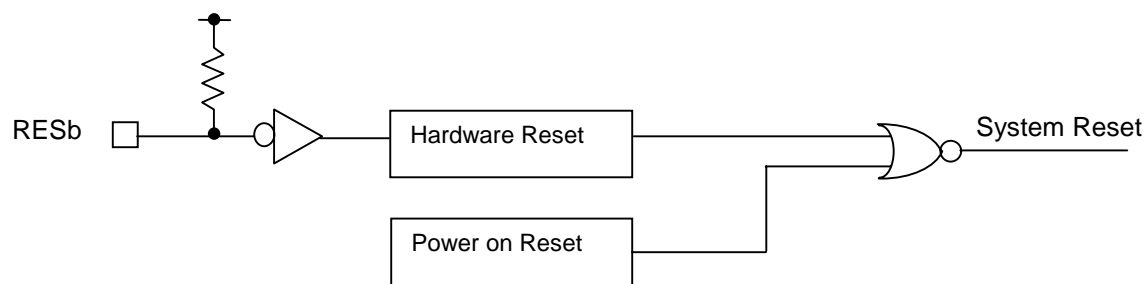 RESb
Hardware Reset
System Reset
Power on Reset